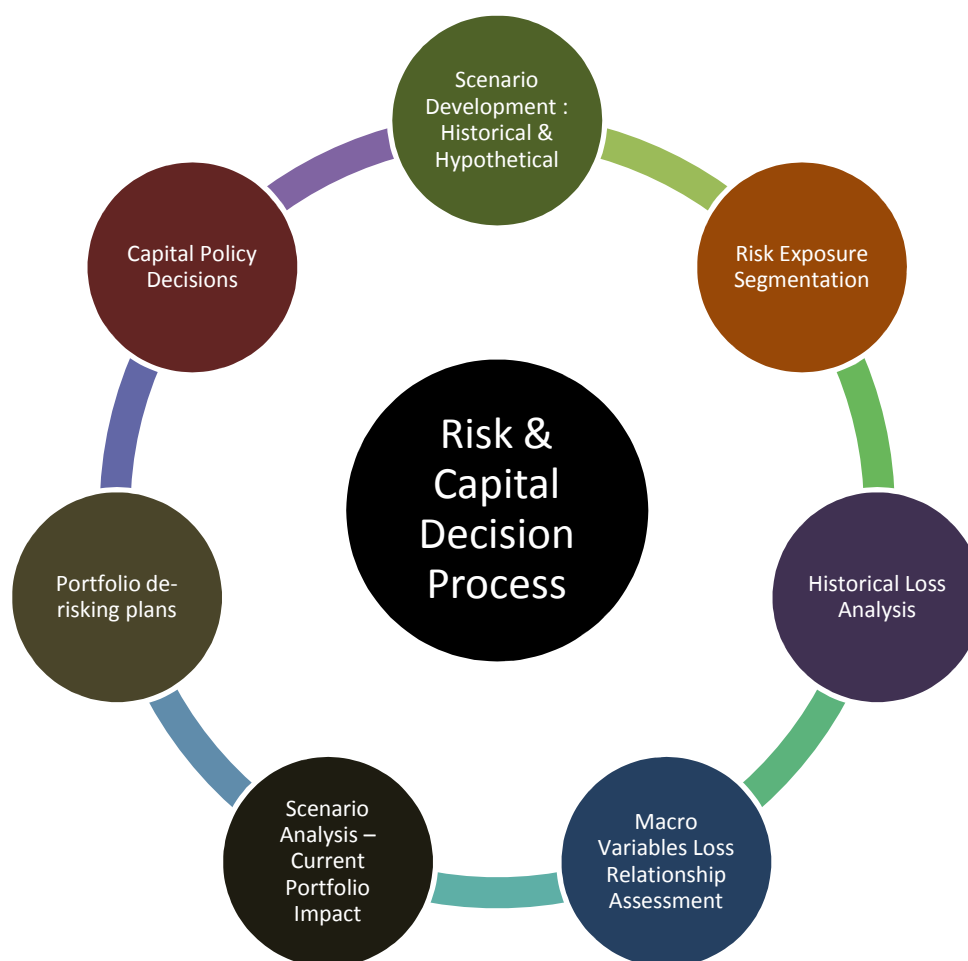 Scenario
Development :
Historical &
Hypothetical
Risk Exposure
Segmentation
Historical Loss
Analysis
Macro
Variables Loss
Relationship
Assessment
Scenario
Analysis –
Current
Portfolio
Impact
Portfolio de-
risking plans
Capital Policy
Decisions
Risk &
Capital
Decision
Process